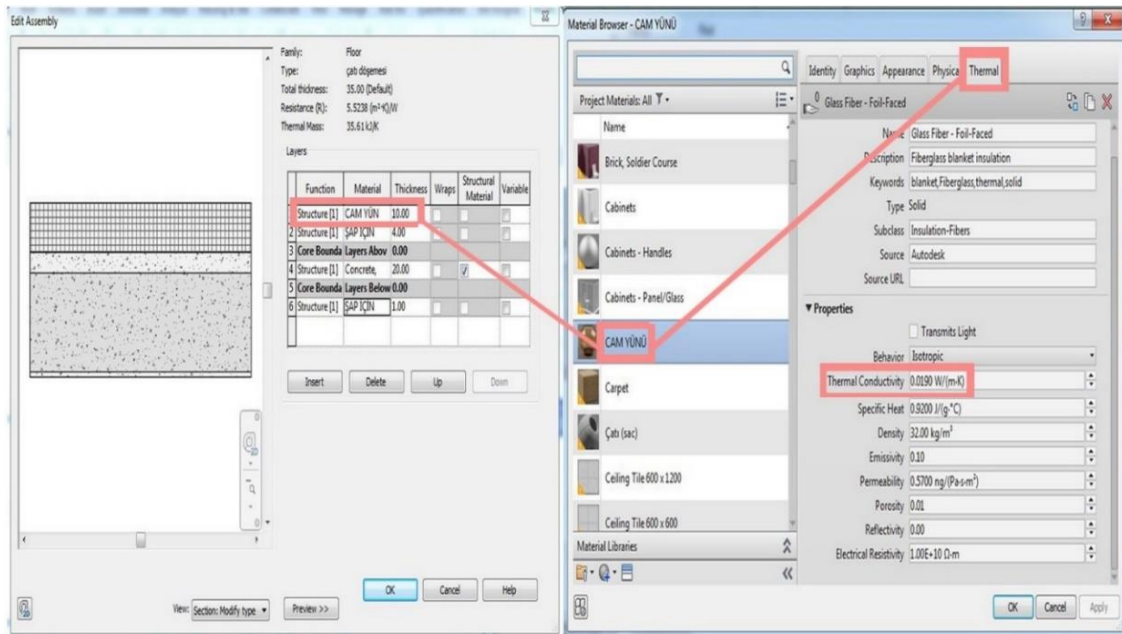 Edit Assembly
Family: Floor
Type: çatı döşemesi
Total thickness: 35.00 (Default)
Resistance (R): 5.5238 (m²·K)/W
Thermal Mass: 35.61 kJ/K
Layers
Function Material Thickness Wraps Structural Material Variable
Structure [1] CAM YÜN 10.00
2 Structure [1] ŞAP İÇİN 4.00
3 Core Bounda Layers Abov 0.00
4 Structure [1] Concrete, 20.00
5 Core Bounda Layers Below 0.00
6 Structure [1] ŞAP İÇİN 1.00
Insert Delete Up Down
OK Cancel Help
View: Section: Modify type Preview >>
Material Browser - CAM YÜNÜ
Project Materials: All
Name
Brick, Soldier Course
Cabinets
Cabinets - Handles
Cabinets - Panel/Glass
CAM YÜNÜ
Carpet
Çatı (sac)
Ceiling Tile 600 x 1200
Ceiling Tile 600 x 600
Material Libraries
Identity Graphics Appearance Physica Thermal
0 Glass Fiber - Foil-Faced
Name Glass Fiber - Foil-Faced
Description Fiberglass blanket insulation
Keywords blanket,Fiberglass,thermal,solid
Type Solid
Subclass Insulation-Fibers
Source Autodesk
Source URL
Properties
Transmits Light
Behavior Isotropic
Thermal Conductivity 0.0190 W/(m·K)
Specific Heat 0.9200 J/(g·°C)
Density 32.00 kg/m³
Emissivity 0.10
Permeability 0.5700 ng/(Pa·s·m²)
Porosity 0.01
Reflectivity 0.00
Electrical Resistivity 1.00E+10 Ω·m
OK Cancel Apply